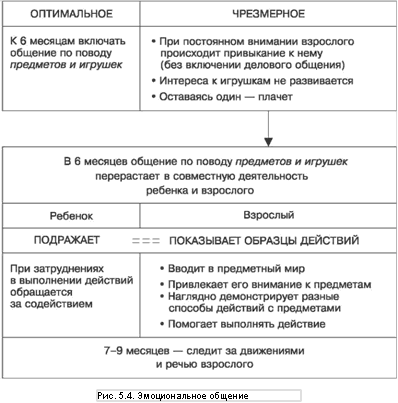 ОПТИМАЛЬНОЕ
ЧРЕЗМЕРНОЕ
К 6 месяцам включать
общение по поводу
предметов и игрушек
• При постоянном внимании взрослого
происходит привыкание к нему
(без включении делового общения)
• Интереса к игрушкам не развивается
• Оставаясь один — плачет
В 6 месяцев общение по поводу предметов и игрушек
перерастает в совместную деятельность
ребенка и взрослого
Ребенок
Взрослый
ПОДРАЖАЕТ === ПОКАЗЫВАЕТ ОБРАЗЦЫ ДЕЙСТВИЙ
При затруднениях
в выполнении действий
обращается
за содействием
• Вводит в предметный мир
• Привлекает его внимание к предметам
• Наглядно демонстрирует разные
способы действий с предметами
• Помогает выполнять действие
7–9 месяцев — следит за движениями
и речью взрослого
Рис. 5.4. Эмоциональное общение